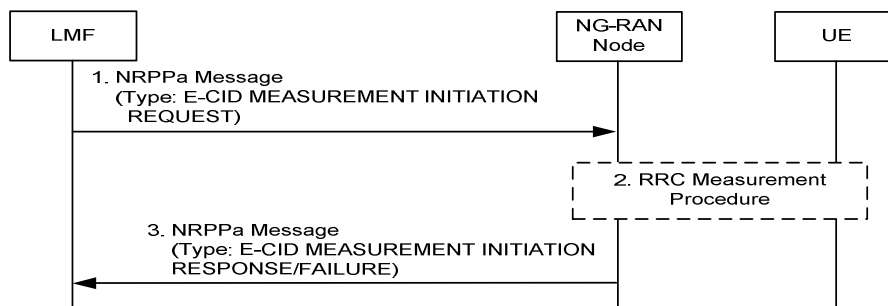 LMF
NG-RAN
Node
UE
1. NRPPa Message
(Type: E-CID MEASUREMENT INITIATION
REQUEST)
2. RRC Measurement
Procedure
3. NRPPa Message
(Type: E-CID MEASUREMENT INITIATION
RESPONSE/FAILURE)